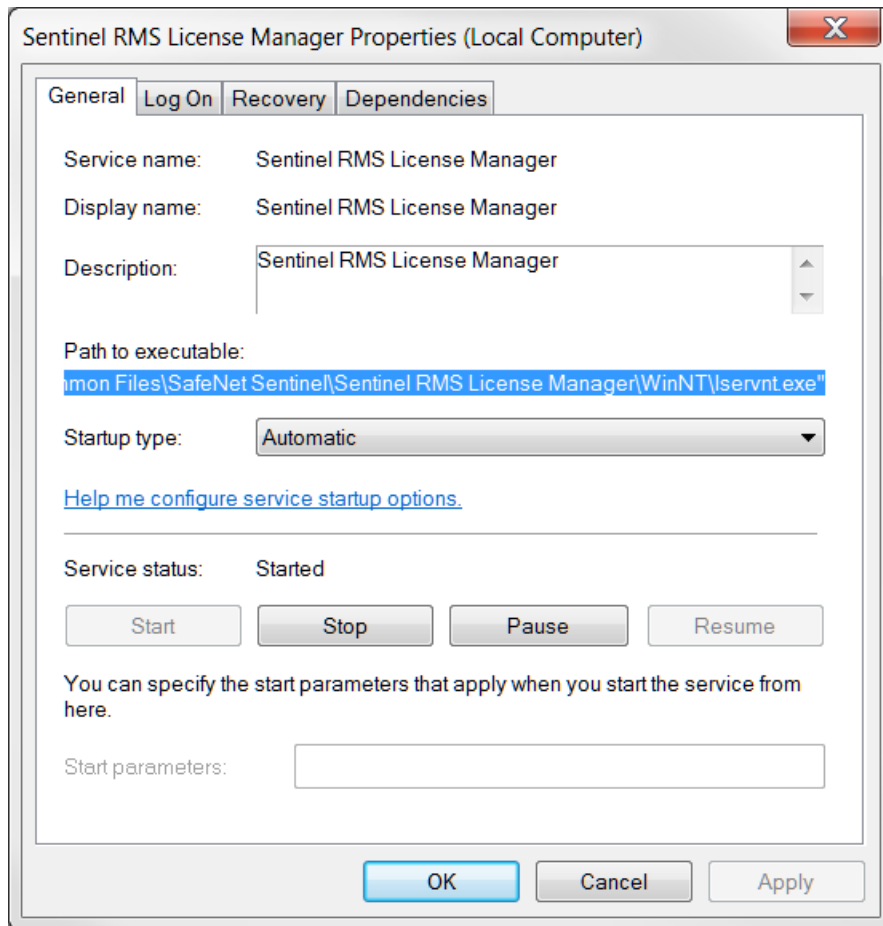 Sentinel RMS License Manager Properties (Local Computer)
General Log On Recovery Dependencies
Service name: Sentinel RMS License Manager
Display name: Sentinel RMS License Manager
Description: Sentinel RMS License Manager
Path to executable:
mmon Files\SafeNet Sentinel\Sentinel RMS License Manager\WinNT\lservnt.exe"
Startup type: Automatic
Help me configure service startup options.
Service status: Started
Start Stop Pause Resume
You can specify the start parameters that apply when you start the service from
here.
Start parameters:
OK Cancel Apply